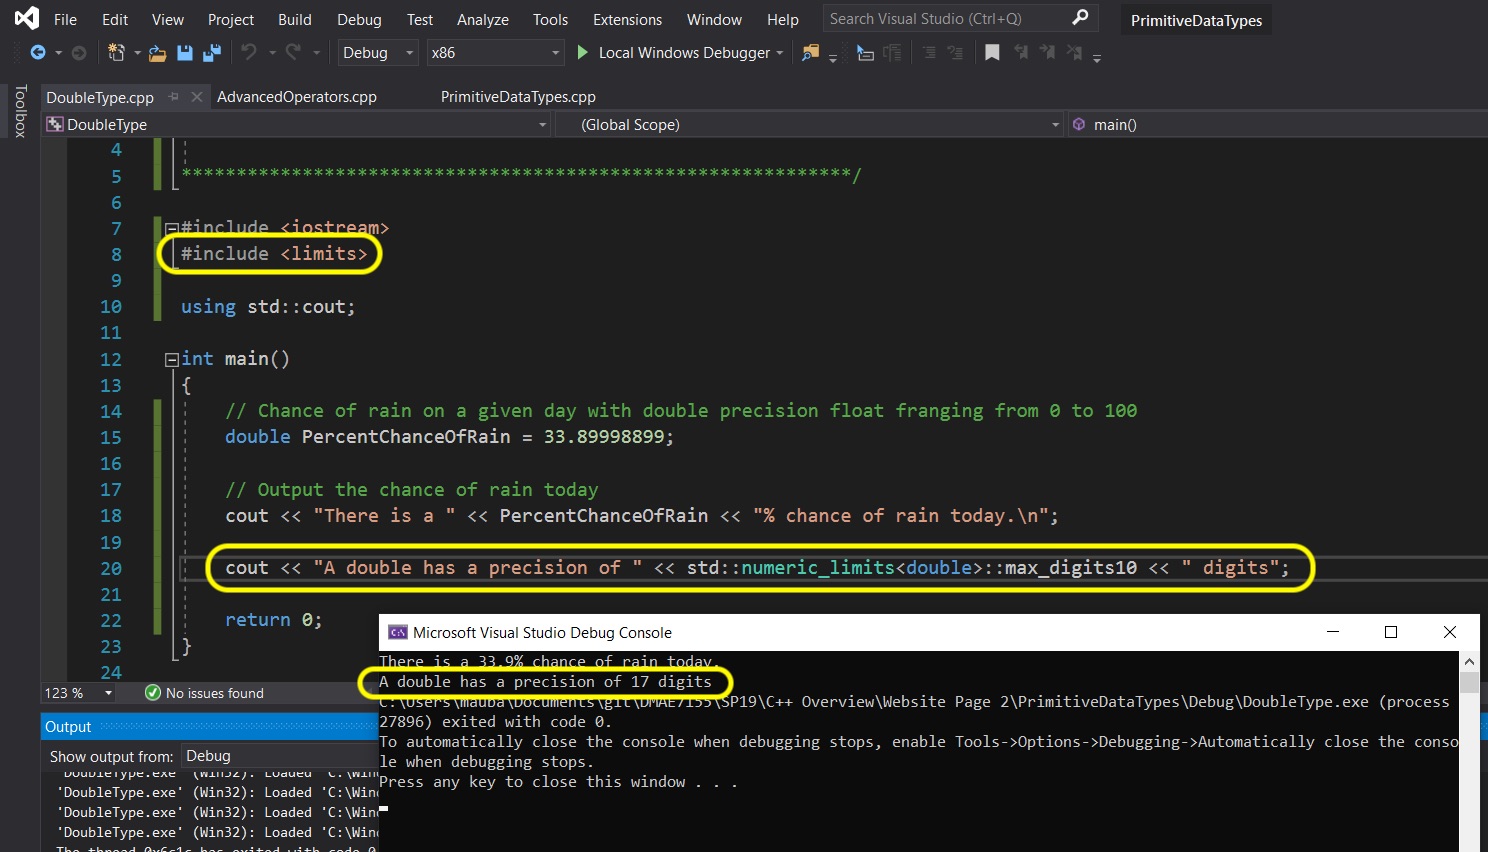 File Edit View Project Build Debug Test Analyze Tools Extensions Window Help Search Visual Studio (Ctrl+Q) PrimitiveDataTypes
Debug x86 Local Windows Debugger
Toolbox
DoubleType.cpp AdvancedOperators.cpp PrimitiveDataTypes.cpp
DoubleType (Global Scope) main()
4
5 *************************************************************/
6
7 #include <iostream>
8 #include <limits>
9
10 using std::cout;
11
12 int main()
13 {
14 // Chance of rain on a given day with double precision float franging from 0 to 100
15 double PercentChanceOfRain = 33.89998899;
16
17 // Output the chance of rain today
18 cout << "There is a " << PercentChanceOfRain << "% chance of rain today.\n";
19
20 cout << "A double has a precision of " << std::numeric_limits<double>::max_digits10 << " digits";
21
22 return 0;
23 }
24
123 % No issues found
Output
Show output from: Debug
'DoubleType.exe' (Win32): Loaded 'C:\Wind
'DoubleType.exe' (Win32): Loaded 'C:\Wind
'DoubleType.exe' (Win32): Loaded 'C:\Wind
'DoubleType.exe' (Win32): Loaded 'C:\Wind
The thread 0x6c1c has exited with code 0
Microsoft Visual Studio Debug Console
There is a 33.9% chance of rain today.
A double has a precision of 17 digits
C:\Users\mauba\Documents\git\DMAE7155\SP19\C++ Overview\Website Page 2\PrimitiveDataTypes\Debug\DoubleType.exe (process
27896) exited with code 0.
To automatically close the console when debugging stops, enable Tools->Options->Debugging->Automatically close the conso
le when debugging stops.
Press any key to close this window . . .